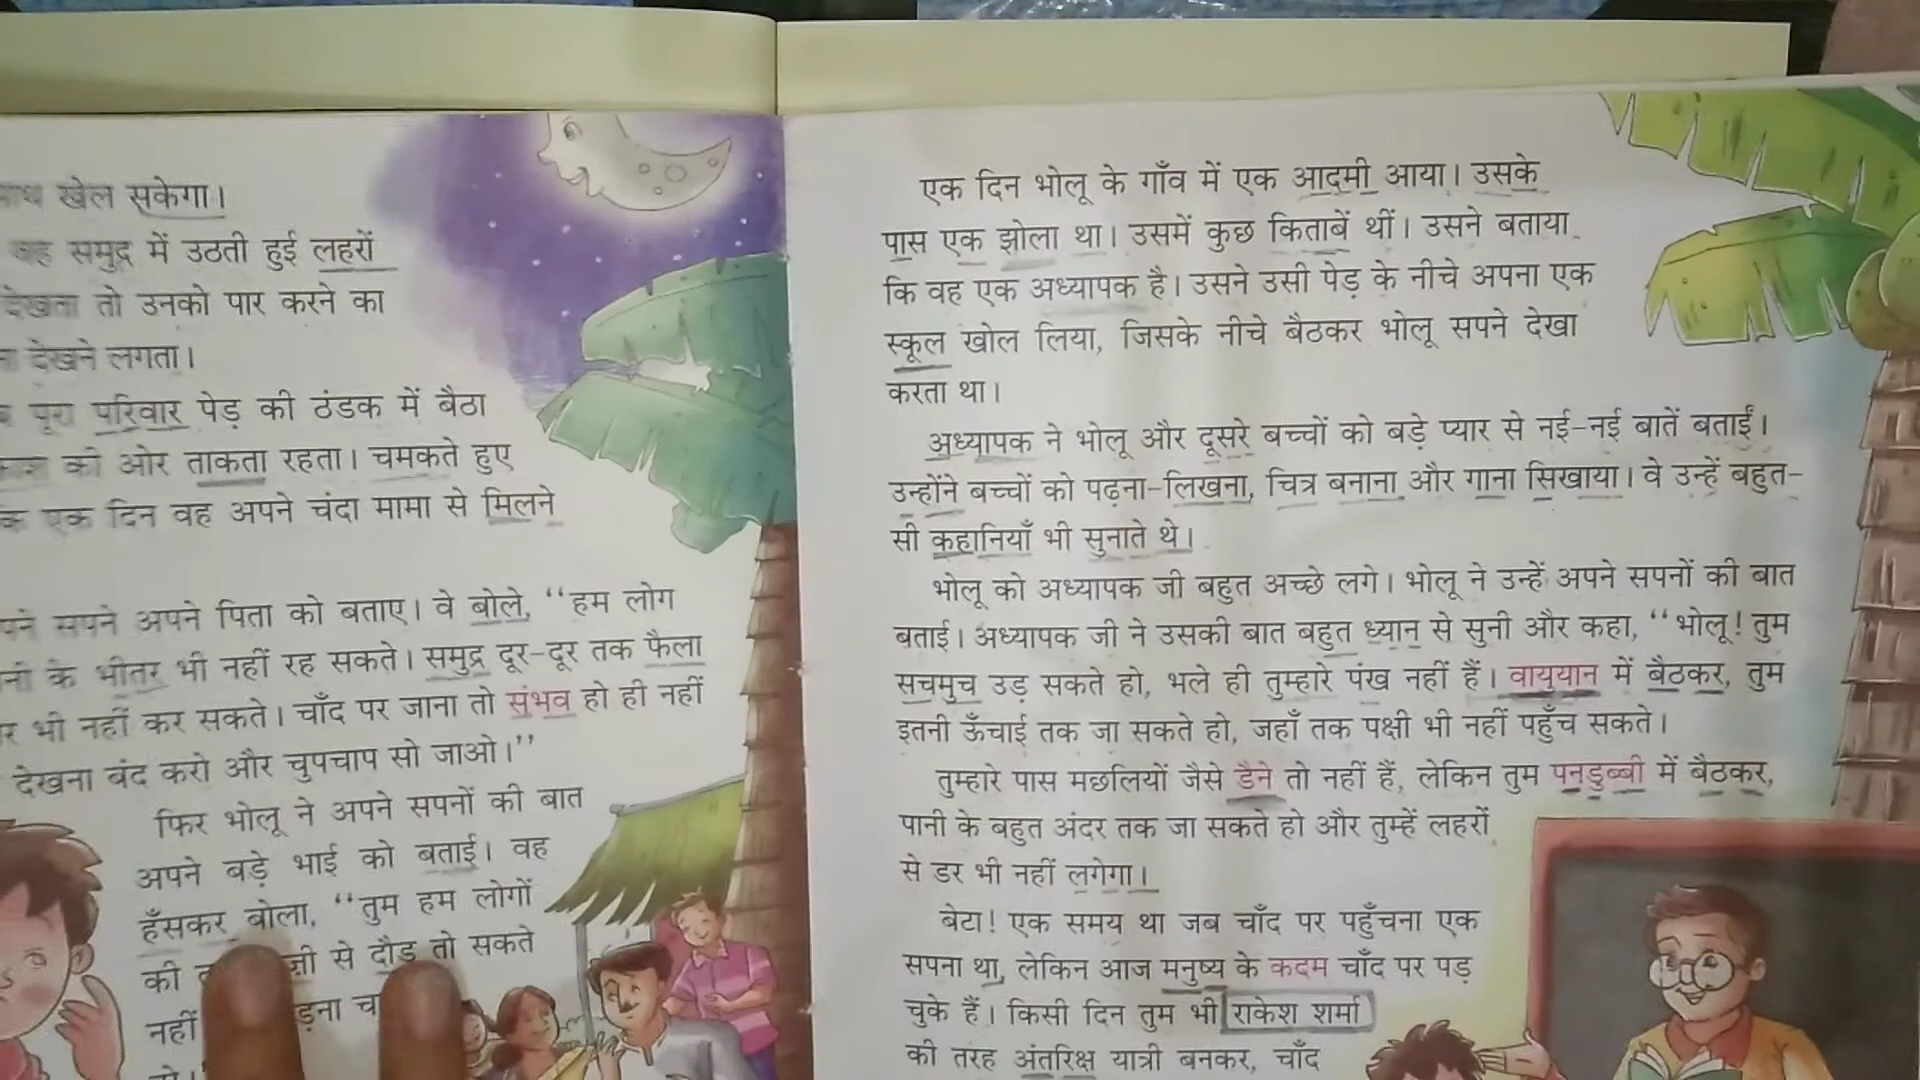 साथ खेल सकेगा।
वह समुद्र में उठती हुई लहरों
देखता तो उनको पार करने का
देखने लगता।
पूरा परिवार पेड़ की ठंडक में बैठा
की ओर ताकता रहता। चमकते हुए
एक दिन वह अपने चंदा मामा से मिलने
सपने अपने पिता को बताए। वे बोले, ‘‘हम लोग
के भीतर भी नहीं रह सकते। समुद्र दूर-दूर तक फैला
भी नहीं कर सकते। चाँद पर जाना तो संभव हो ही नहीं
देखना बंद करो और चुपचाप सो जाओ।’’
फिर भोलू ने अपने सपनों की बात
अपने बड़े भाई को बताई। वह
हँसकर बोला, ‘‘तुम हम लोगों
की से दौड़ तो सकते
नहीं
एक दिन भोलू के गाँव में एक आदमी आया। उसके
पास एक झोला था। उसमें कुछ किताबें थीं। उसने बताया
कि वह एक अध्यापक है। उसने उसी पेड़ के नीचे अपना एक
स्कूल खोल लिया, जिसके नीचे बैठकर भोलू सपने देखा
करता था।
अध्यापक ने भोलू और दूसरे बच्चों को बड़े प्यार से नई-नई बातें बताईं।
उन्होंने बच्चों को पढ़ना-लिखना, चित्र बनाना और गाना सिखाया। वे उन्हें बहुत-
सी कहानियाँ भी सुनाते थे।
भोलू को अध्यापक जी बहुत अच्छे लगे। भोलू ने उन्हें अपने सपनों की बात
बताई। अध्यापक जी ने उसकी बात बहुत ध्यान से सुनी और कहा, ‘‘भोलू! तुम
सचमुच उड़ सकते हो, भले ही तुम्हारे पंख नहीं हैं। वायुयान में बैठकर, तुम
इतनी ऊँचाई तक जा सकते हो, जहाँ तक पक्षी भी नहीं पहुँच सकते।
तुम्हारे पास मछलियों जैसे डैने तो नहीं हैं, लेकिन तुम पनडुब्बी में बैठकर,
पानी के बहुत अंदर तक जा सकते हो और तुम्हें लहरों
से डर भी नहीं लगेगा।
बेटा! एक समय था जब चाँद पर पहुँचना एक
सपना था, लेकिन आज मनुष्य के कदम चाँद पर पड़
चुके हैं। किसी दिन तुम भी राकेश शर्मा
की तरह अंतरिक्ष यात्री बनकर, चाँद